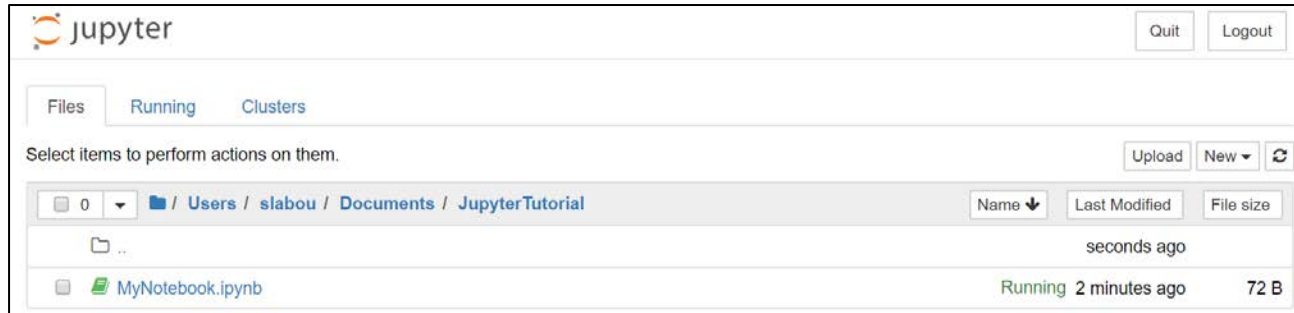 jupyter Quit Logout
Files Running Clusters
Select items to perform actions on them. Upload New
0 / Users / slabou / Documents / JupyterTutorial Name Last Modified File size
.. seconds ago
MyNotebook.ipynb Running 2 minutes ago 72 B